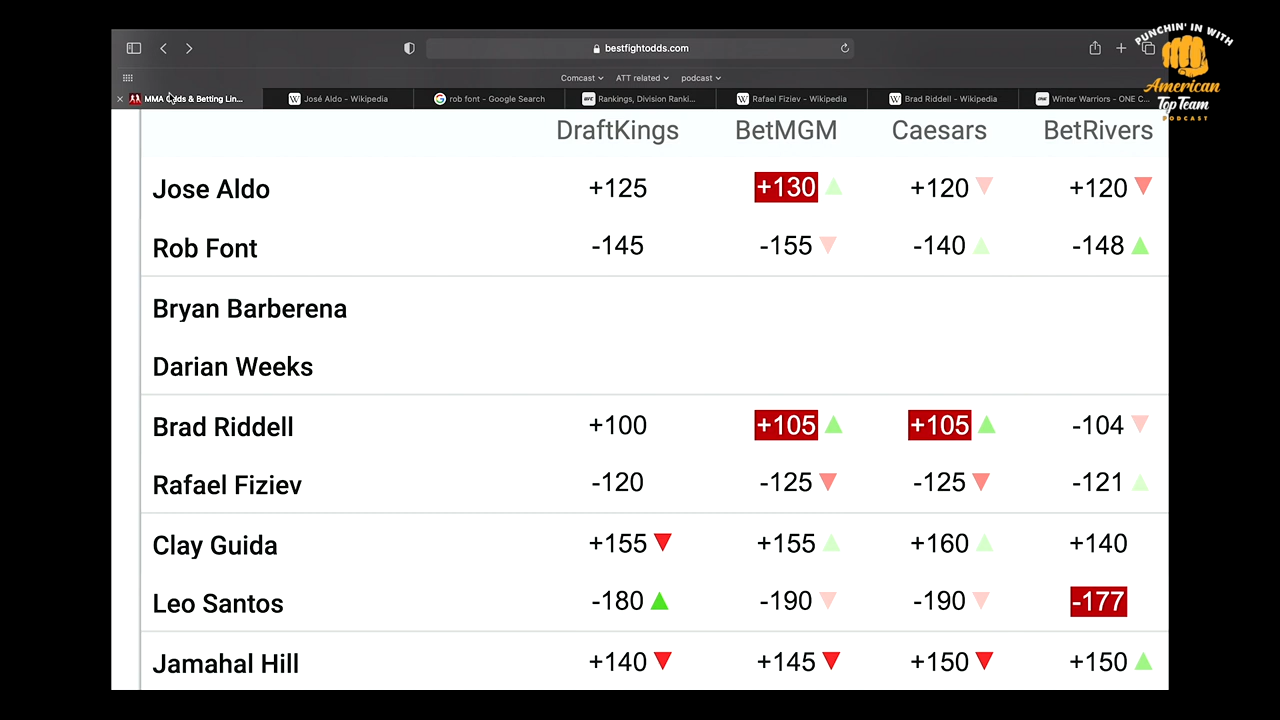 PUNCHIN' IN WITH
American
Top Team
PODCAST
bestfightodds.com
Comcast ATT related podcast
MMA Odds & Betting Lin... José Aldo – Wikipedia rob font - Google Search Rankings, Division Ranki... Rafael Fiziev – Wikipedia Brad Riddell – Wikipedia Winter Warriors - ONE C...
DraftKings BetMGM Caesars BetRivers
Jose Aldo +125 +130 +120 +120
Rob Font -145 -155 -140 -148
Bryan Barberena
Darian Weeks
Brad Riddell +100 +105 +105 -104
Rafael Fiziev -120 -125 -125 -121
Clay Guida +155 +155 +160 +140
Leo Santos -180 -190 -190 -177
Jamahal Hill +140 +145 +150 +150